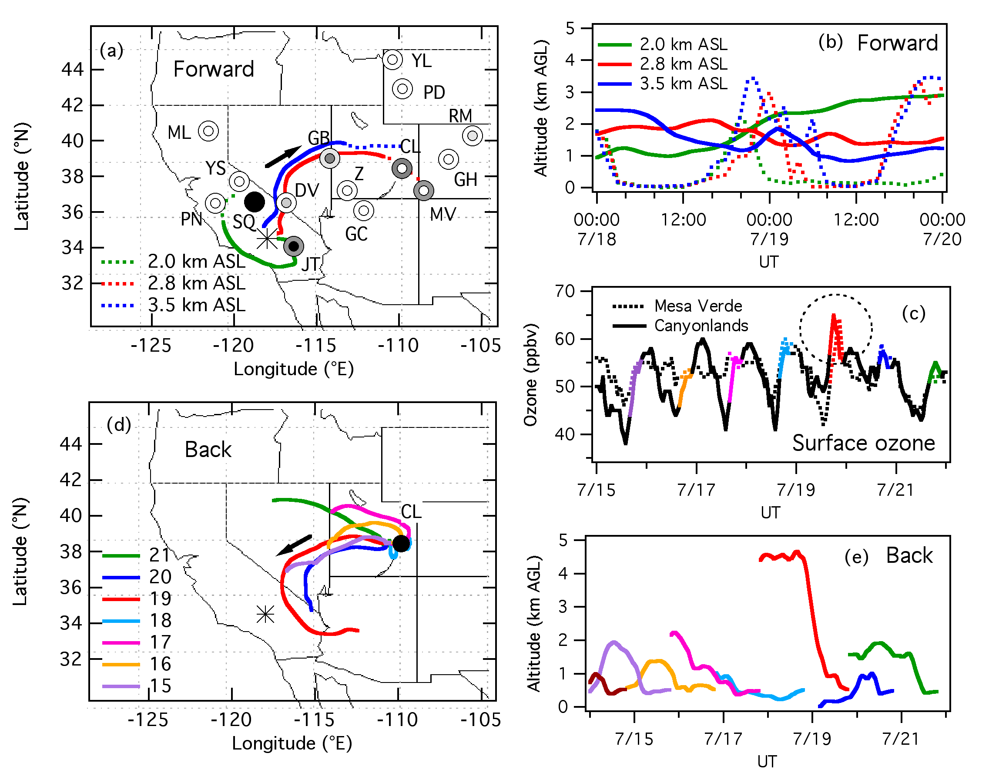 (a)
Forward
44
42
40
38
36
34
32
Latitude (°N)
YL
PD
RM
ML
GB
CL
YS
Z
GH
DV
PN
SQ
GC
MV
JT
2.0 km ASL
2.8 km ASL
3.5 km ASL
-125
-120
-115
-110
-105
Longitude (°E)
(b) Forward
2.0 km ASL
2.8 km ASL
3.5 km ASL
5
4
3
2
1
0
Altitude (km AGL)
00:00 12:00 00:00 12:00 00:00
7/18 7/19 7/20
UT
(c)
Mesa Verde
Canyonlands
70
60
50
40
Ozone (ppbv)
Surface ozone
7/15 7/17 7/19 7/21
UT
(d)
Back
44
42
40
38
36
34
32
Latitude (°N)
CL
21
20
19
18
17
16
15
-125
-120
-115
-110
-105
Longitude (°E)
(e) Back
5
4
3
2
1
0
Altitude (km AGL)
7/15 7/17 7/19 7/21
UT